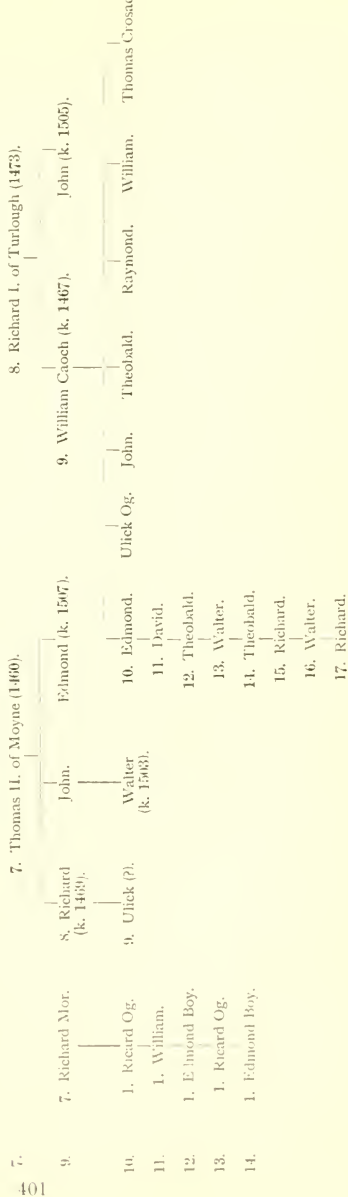 7. 7. Thomas II. of Moyne (1460). 8. Richard I. of Turlough (1473).
9. 7. Richard Mor. 8. Richard John. Edmond (k. 1507). 9. William Caoch (k. 1467). John (k. 1505).
(k. 1469).
10. 1. Ricard Og. 9. Ulick (?). Walter 10. Edmond. Ulick Og. John. Theobald. Raymond. William. Thomas
(k. 1503).
11. 1. William. 11. David.
12. 1. Edmond Boy. 12. Theobald.
13. 1. Ricard Og. 13. Walter.
14. 1. Edmond Boy. 14. Theobald.
15. Richard.
16. Walter.
17. Richard.
401